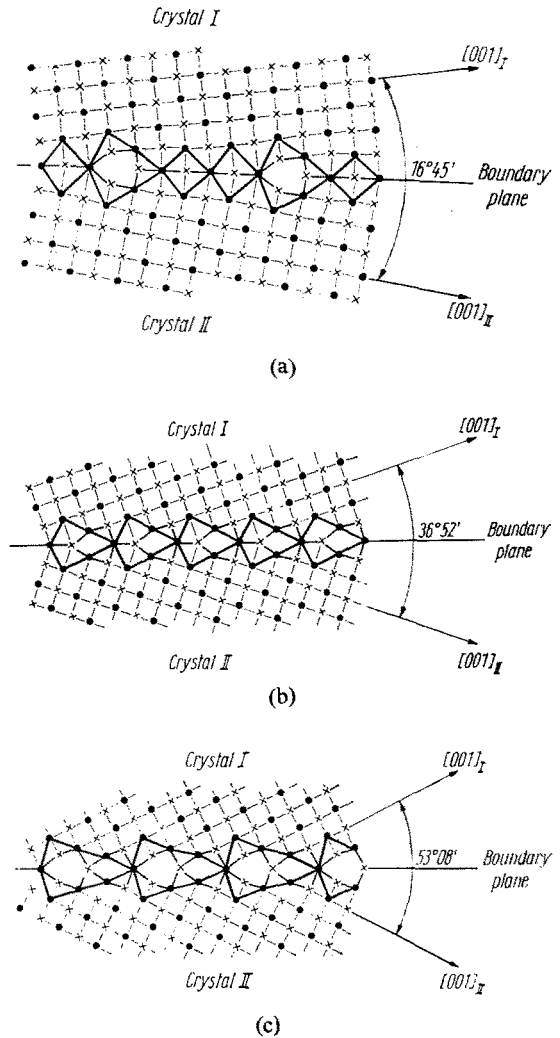 Crystal I
[001]I
16°45'
Boundary
plane
[001]II
Crystal II
(a)
Crystal I
[001]I
36°52'
Boundary
plane
[001]II
Crystal II
(b)
Crystal I
[001]I
53°08'
Boundary
plane
[001]II
Crystal II
(c)